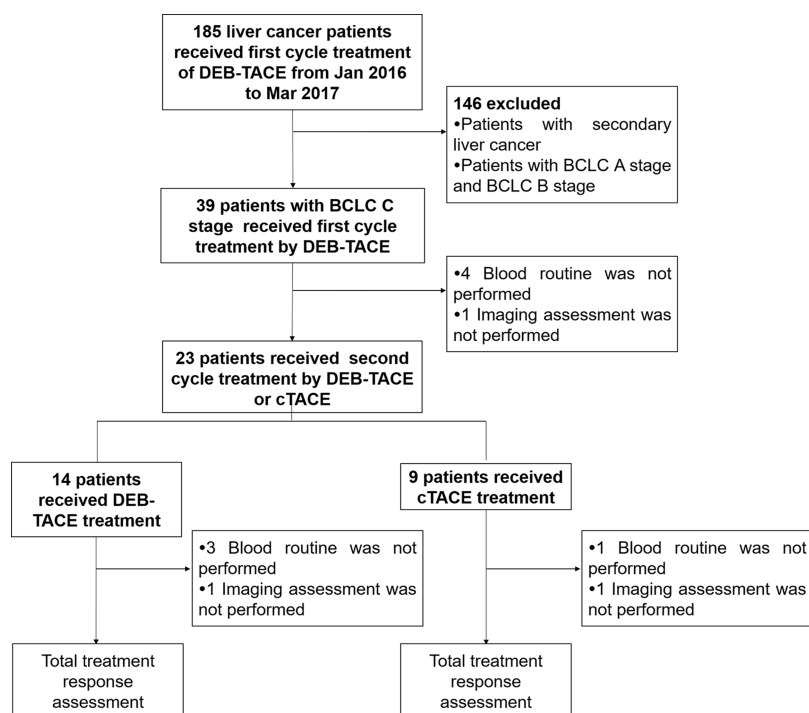 185 liver cancer patients
received first cycle treatment
of DEB-TACE from Jan 2016
to Mar 2017
146 excluded
•Patients with secondary
liver cancer
•Patients with BCLC A stage
and BCLC B stage
39 patients with BCLC C
stage received first cycle
treatment by DEB-TACE
•4 Blood routine was not
performed
•1 Imaging assessment was
not performed
23 patients received second
cycle treatment by DEB-TACE
or cTACE
14 patients
received DEB-
TACE treatment
9 patients received
cTACE treatment
•3 Blood routine was not
performed
•1 Imaging assessment was
not performed
•1 Blood routine was not
performed
•1 Imaging assessment was
not performed
Total treatment
response
assessment
Total treatment
response
assessment